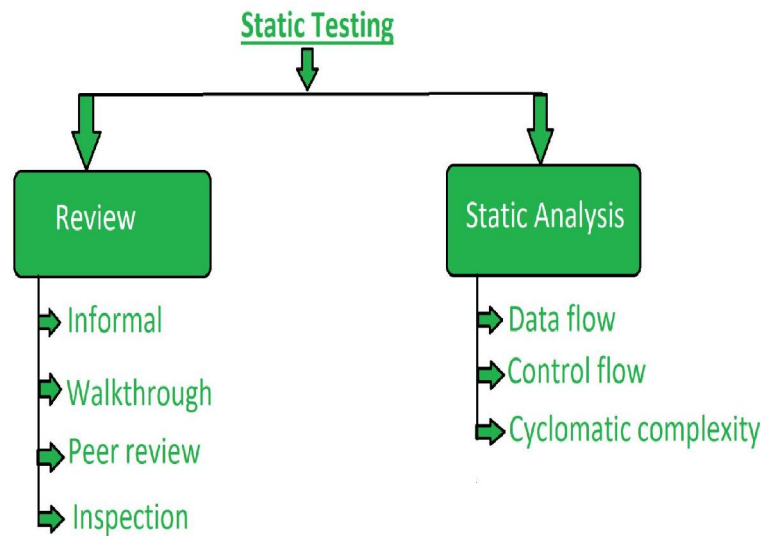 Static Testing
Review
Informal
Walkthrough
Peer review
Inspection
Static Analysis
Data flow
Control flow
Cyclomatic complexity